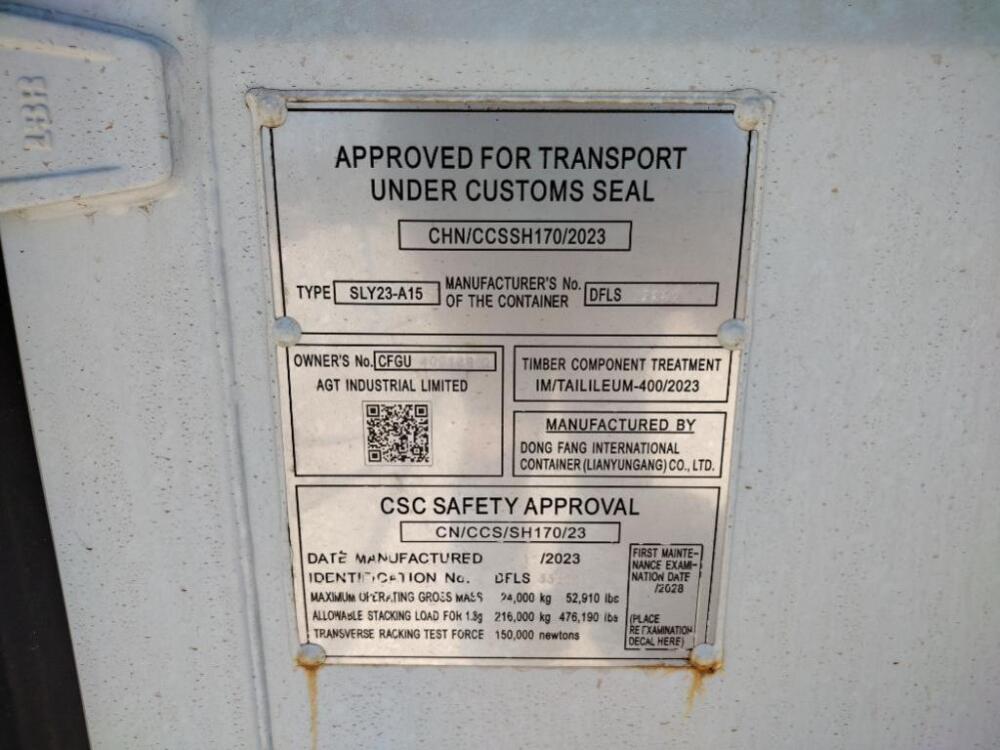 APPROVED FOR TRANSPORT
UNDER CUSTOMS SEAL
CHN/CCSSH170/2023
TYPE SLY23-A15 MANUFACTURER'S No. OF THE CONTAINER DFLS
OWNER'S No. CFGU
AGT INDUSTRIAL LIMITED
TIMBER COMPONENT TREATMENT
IM/TAILILEUM-400/2023
MANUFACTURED BY
DONG FANG INTERNATIONAL
CONTAINER (LIANYUNGANG) CO., LTD.
CSC SAFETY APPROVAL
CN/CCS/SH170/23
DATE MANUFACTURED /2023
IDENTIFICATION No. DFLS
MAXIMUM OPERATING GROSS MASS 24,000 kg 52,910 lbs
ALLOWABLE STACKING LOAD FOR 1.8g 216,000 kg 476,190 lbs
TRANSVERSE RACKING TEST FORCE 150,000 newtons
FIRST MAINTE-
NANCE EXAMI-
NATION DATE
/2028
(PLACE
REEXAMINATION
DECAL HERE)